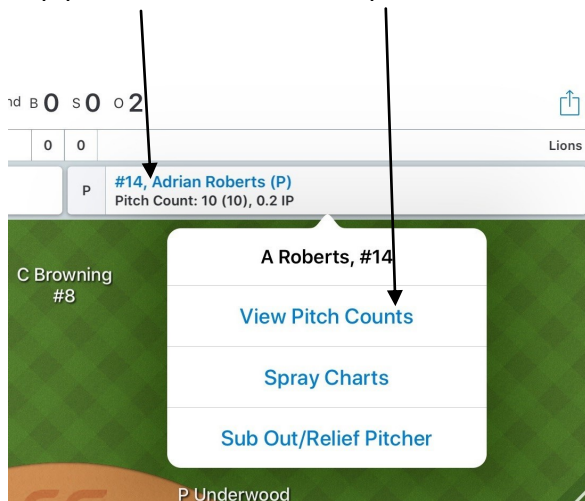 nd B 0 S 0 O 2
0 0 Lions
P #14, Adrian Roberts (P)
Pitch Count: 10 (10), 0.2 IP
A Roberts, #14
C Browning
#8
View Pitch Counts
Spray Charts
Sub Out/Relief Pitcher
P Underwood